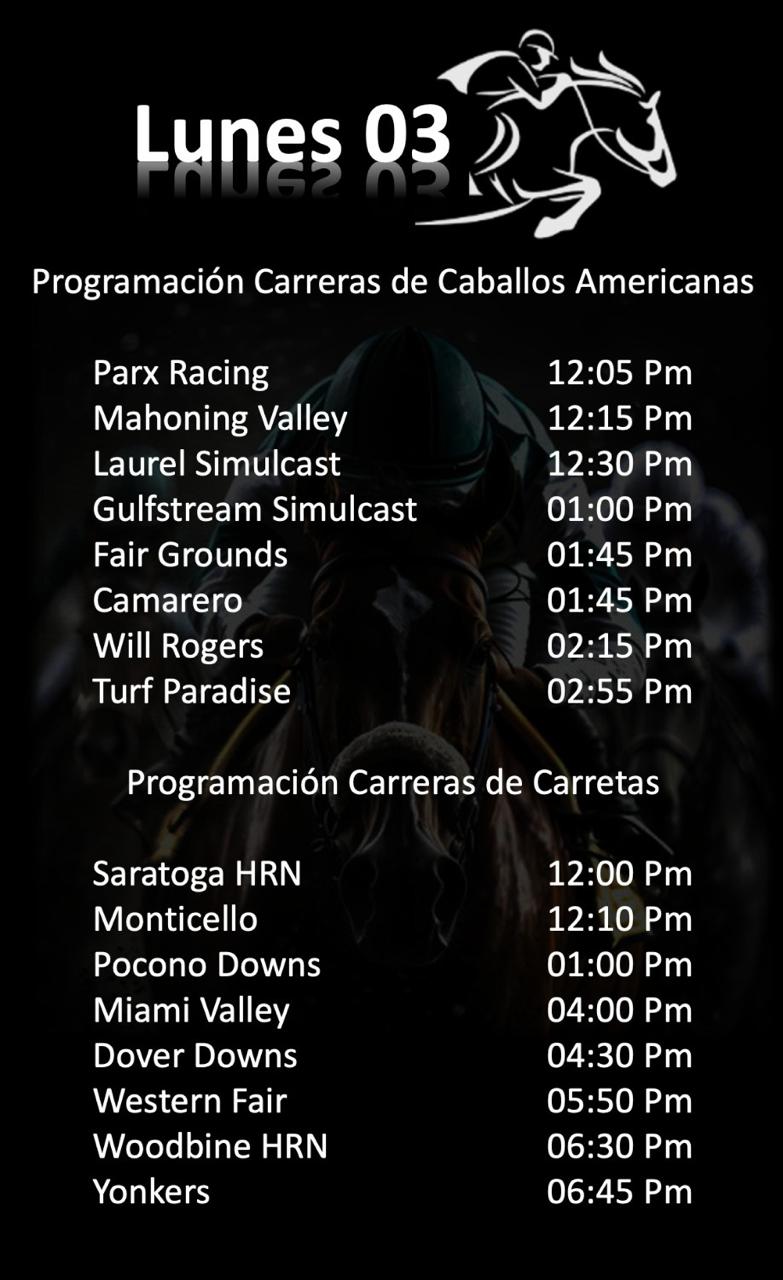 Lunes 03
Programación Carreras de Caballos Americanas
Parx Racing 12:05 Pm
Mahoning Valley 12:15 Pm
Laurel Simulcast 12:30 Pm
Gulfstream Simulcast 01:00 Pm
Fair Grounds 01:45 Pm
Camarero 01:45 Pm
Will Rogers 02:15 Pm
Turf Paradise 02:55 Pm
Programación Carreras de Carretas
Saratoga HRN 12:00 Pm
Monticello 12:10 Pm
Pocono Downs 01:00 Pm
Miami Valley 04:00 Pm
Dover Downs 04:30 Pm
Western Fair 05:50 Pm
Woodbine HRN 06:30 Pm
Yonkers 06:45 Pm